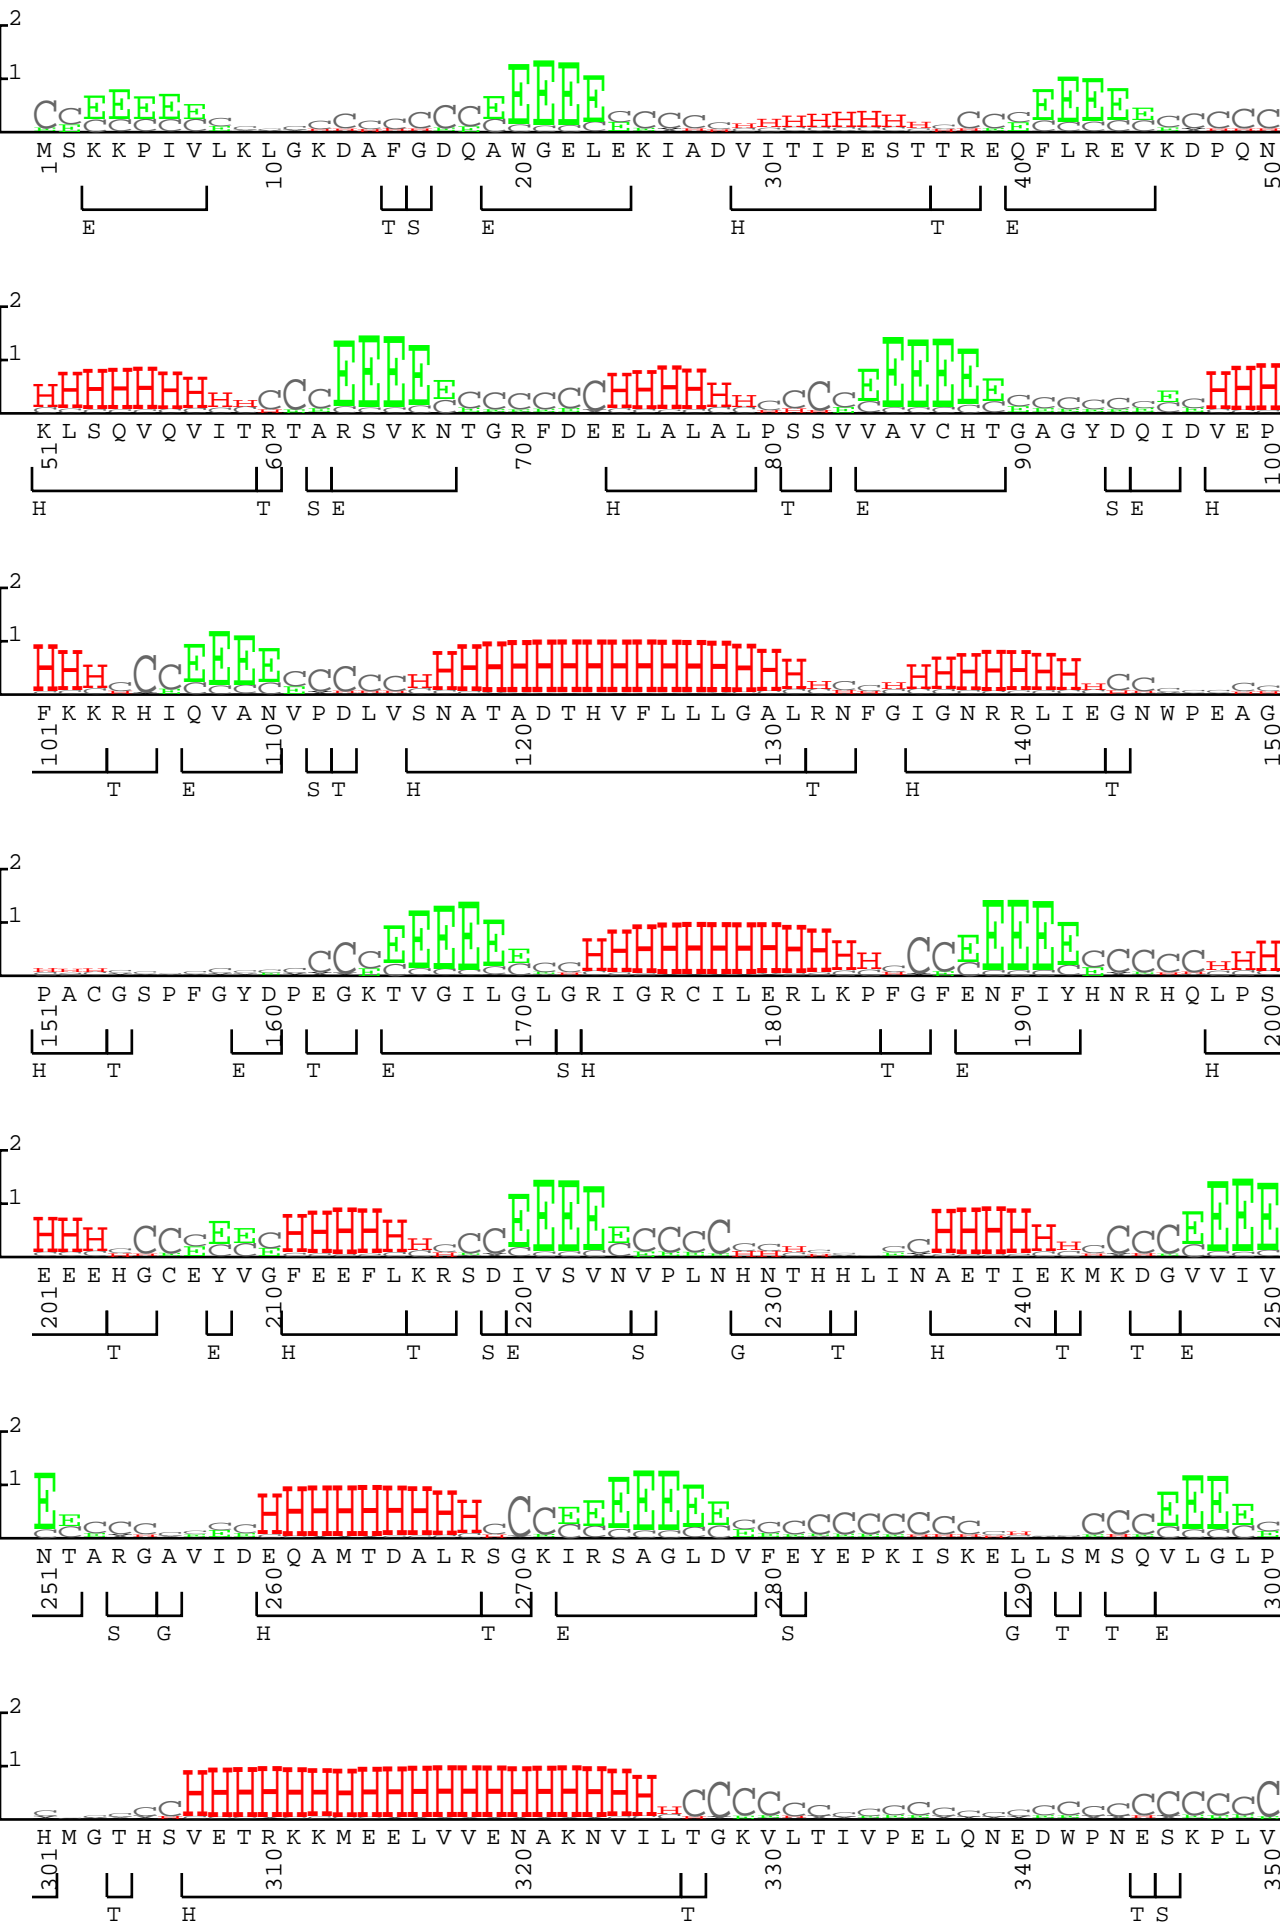 2
1
M S K K P I V L K L G K D A F G D Q A W G E L E K I A D V I T I P E S T T R E Q F L R E V K D P Q N
1 10 20 30 40 50
E T S E H T E
2
1
K L S Q V Q V I T R T A R S V K N T G R F D E E L A L A L P S S V V A V C H T G A G Y D Q I D V E P
51 60 70 80 90 100
H T S E H T E S E H
2
1
F K K R H I Q V A N V P D L V S N A T A D T H V F L L L G A L R N F G I G N R R L I E G N W P E A G
101 110 120 130 140 150
T E S T H T H T
2
1
P A C G S P F G Y D P E G K T V G I L G L G R I G R C I L E R L K P F G F E N F I Y H N R H Q L P S
151 160 170 180 190 200
H T E T E S H T E H
2
1
E E E H G C E Y V G F E E F L K R S D I V S V N V P L N H N T H H L I N A E T I E K M K D G V V I V
201 210 220 230 240 250
T E H T S E S G T H T T E
2
1
N T A R G A V I D E Q A M T D A L R S G K I R S A G L D V F E Y E P K I S K E L L S M S Q V L G L P
251 260 270 280 290 300
S G H T E S G T T E
2
1
H M G T H S V E T R K K M E E L V V E N A K N V I L T G K V L T I V P E L Q N E D W P N E S K P L V
301 310 320 330 340 350
T H T T S